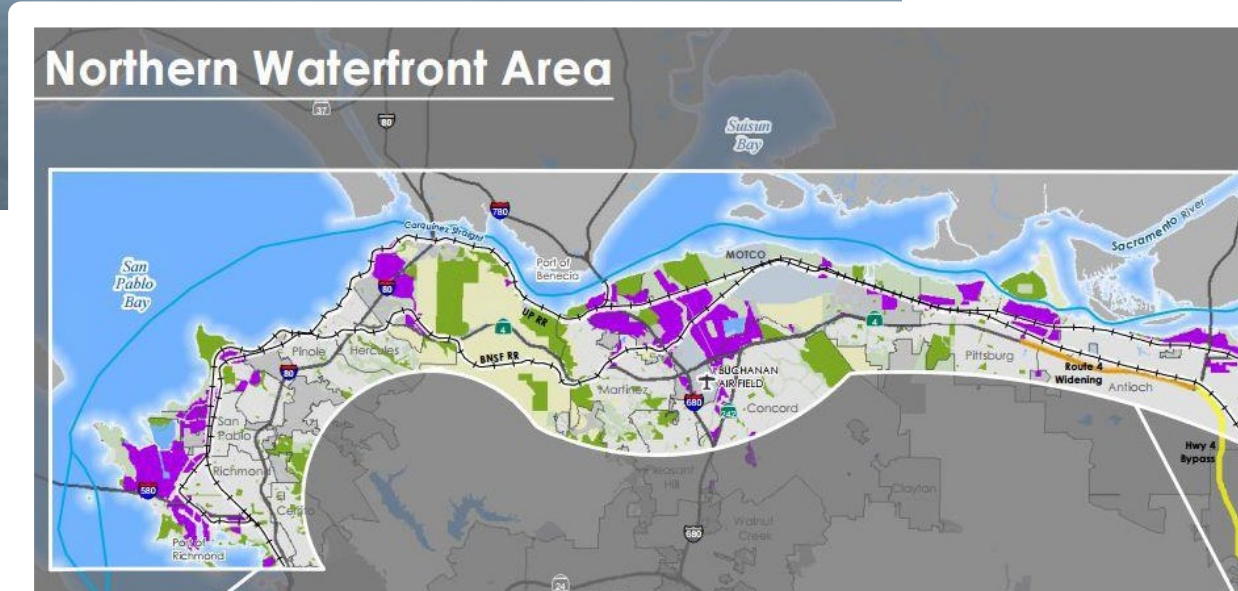 Northern Waterfront Area
37
80
Suisun
Bay
780
Carquinez Straight
Sacramento River
San
Pablo
Bay
Port of
Benecia
MOTCO
80
UP RR
4
4
BNSF RR
Pinole
Hercules
80
Pittsburg
Route 4
Widening
Antioch
Martinez
BUCHANAN
AIR FIELD
680
242
Concord
San
Pablo
Richmond
Hwy 4
Bypass
580
El
Cerrito
Pleasant
Hill
Clayton
Port of
Richmond
Walnut
Creek
680
24